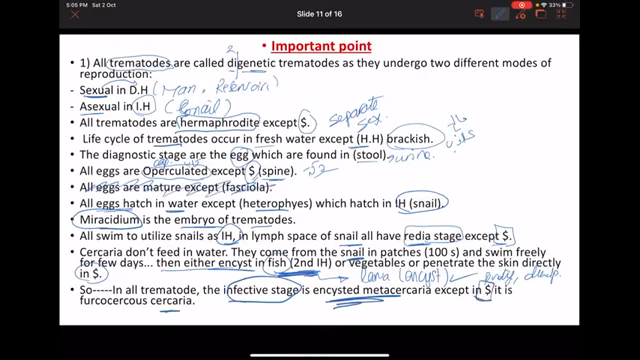 5:05 PM Sat 2 Oct
Slide 11 of 16
• Important point
2
1) All trematodes are called digenetic trematodes as they undergo two different modes of
reproduction:
- Sexual in D.H (Man, Reservoir)
- Asexual in I.H (Snail)
• All trematodes are hermaphrodite except $. separate sex
• Life cycle of trematodes occur in fresh water except (H.H) brackish.
• The diagnostic stage are the egg which are found in (stool) urine
• All eggs are Operculated except $ (spine).
• All eggs are mature except (fasciola).
• All eggs hatch in water except (heterophyes) which hatch in IH (snail).
• Miracidium is the embryo of trematodes.
• All swim to utilize snails as IH, in lymph space of snail all have redia stage except $.
• Cercaria don't feed in water. They come from the snail in patches (100 s) and swim freely
for few days... then either encyst in fish (2nd IH) or vegetables or penetrate the skin directly
in $. larva (encyst)
• So-----In all trematode, the infective stage is encysted metacercaria except in $ it is
furcocercous cercaria.